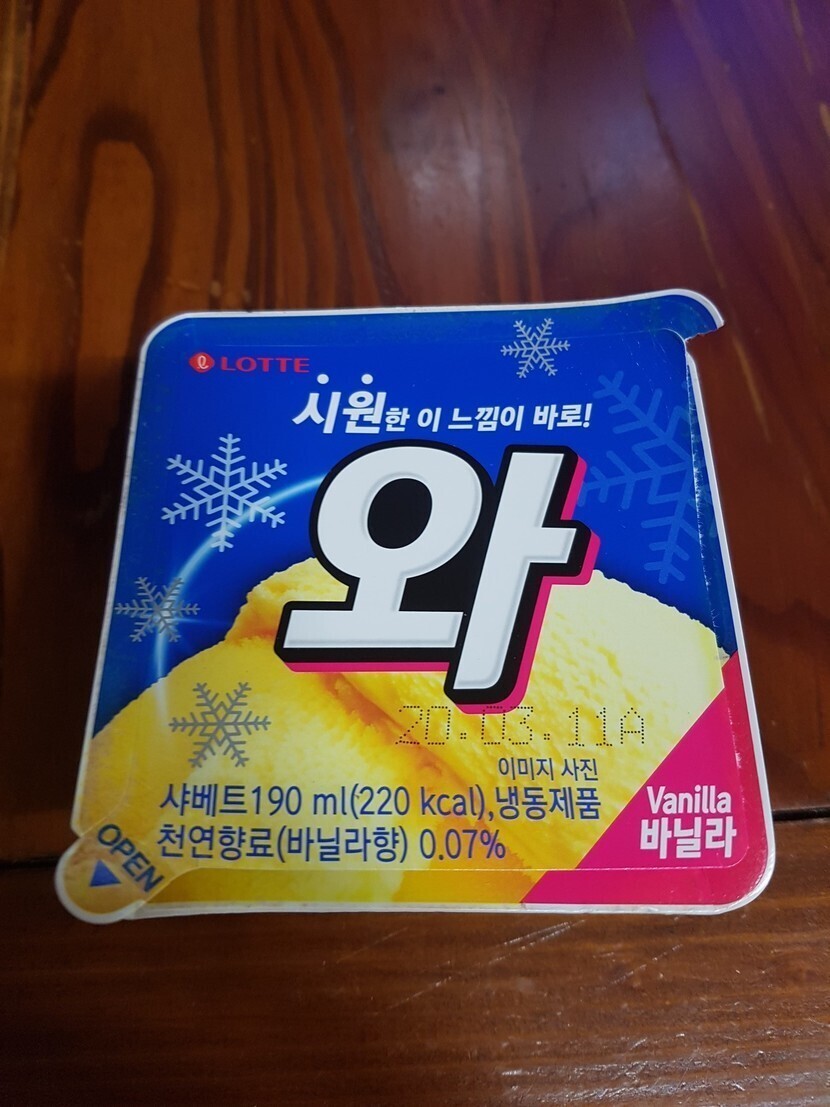 LOTTE
시원한 이 느낌이 바로!
와
20.03.11A
이미지 사진
샤베트190 ml(220 kcal),냉동제품
천연향료(바닐라향) 0.07%
Vanilla
바닐라
OPEN